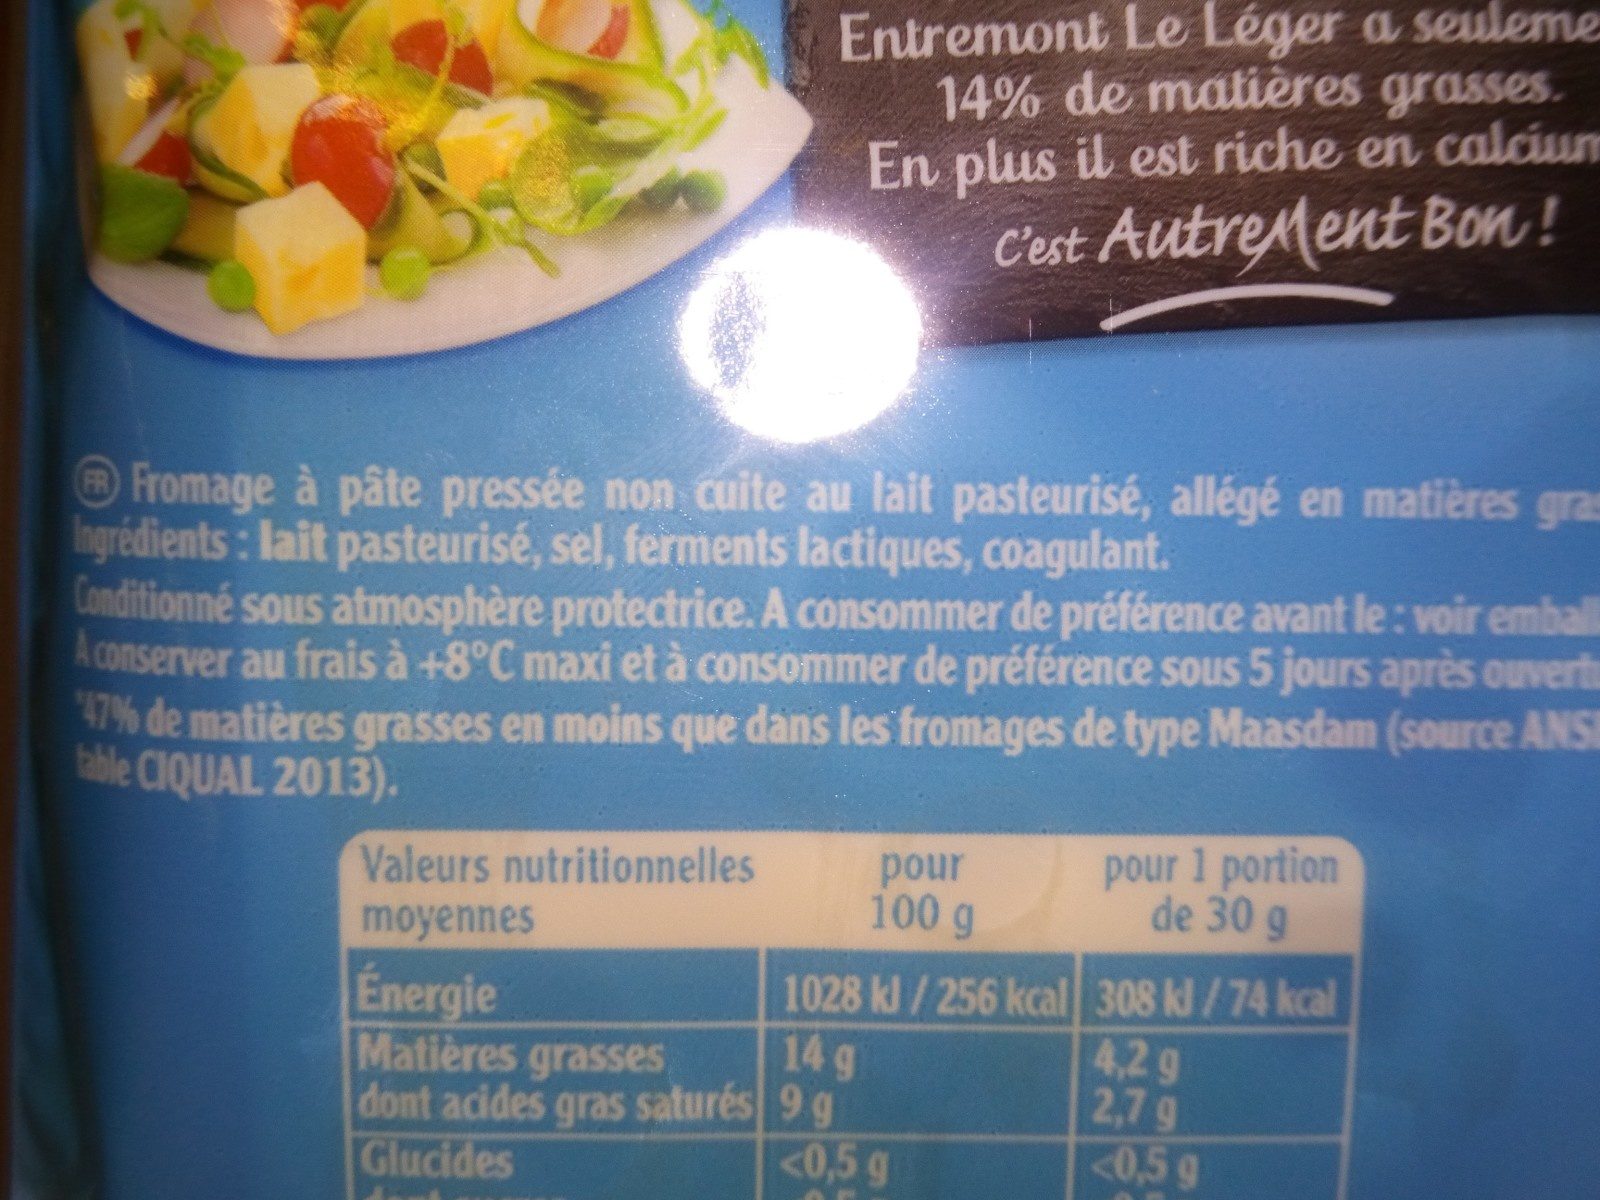 Entremont Le Léger a seuleme
14% de matières grasses.
En plus il est riche en calcium
C'est AutreMent Bon !
FR Fromage à pâte pressée non cuite au lait pasteurisé, allégé en matières gras
Ingrédients : lait pasteurisé, sel, ferments lactiques, coagulant.
Conditionné sous atmosphère protectrice. A consommer de préférence avant le : voir emball
A conserver au frais à +8°C maxi et à consommer de préférence sous 5 jours après ouvert
*47% de matières grasses en moins que dans les fromages de type Maasdam (source ANS
table CIQUAL 2013).
Valeurs nutritionnelles pour pour 1 portion
moyennes 100 g de 30 g
Énergie 1028 kJ / 256 kcal 308 kJ / 74 kcal
Matières grasses 14 g 4,2 g
dont acides gras saturés 9 g 2,7 g
Glucides <0,5 g <0,5 g